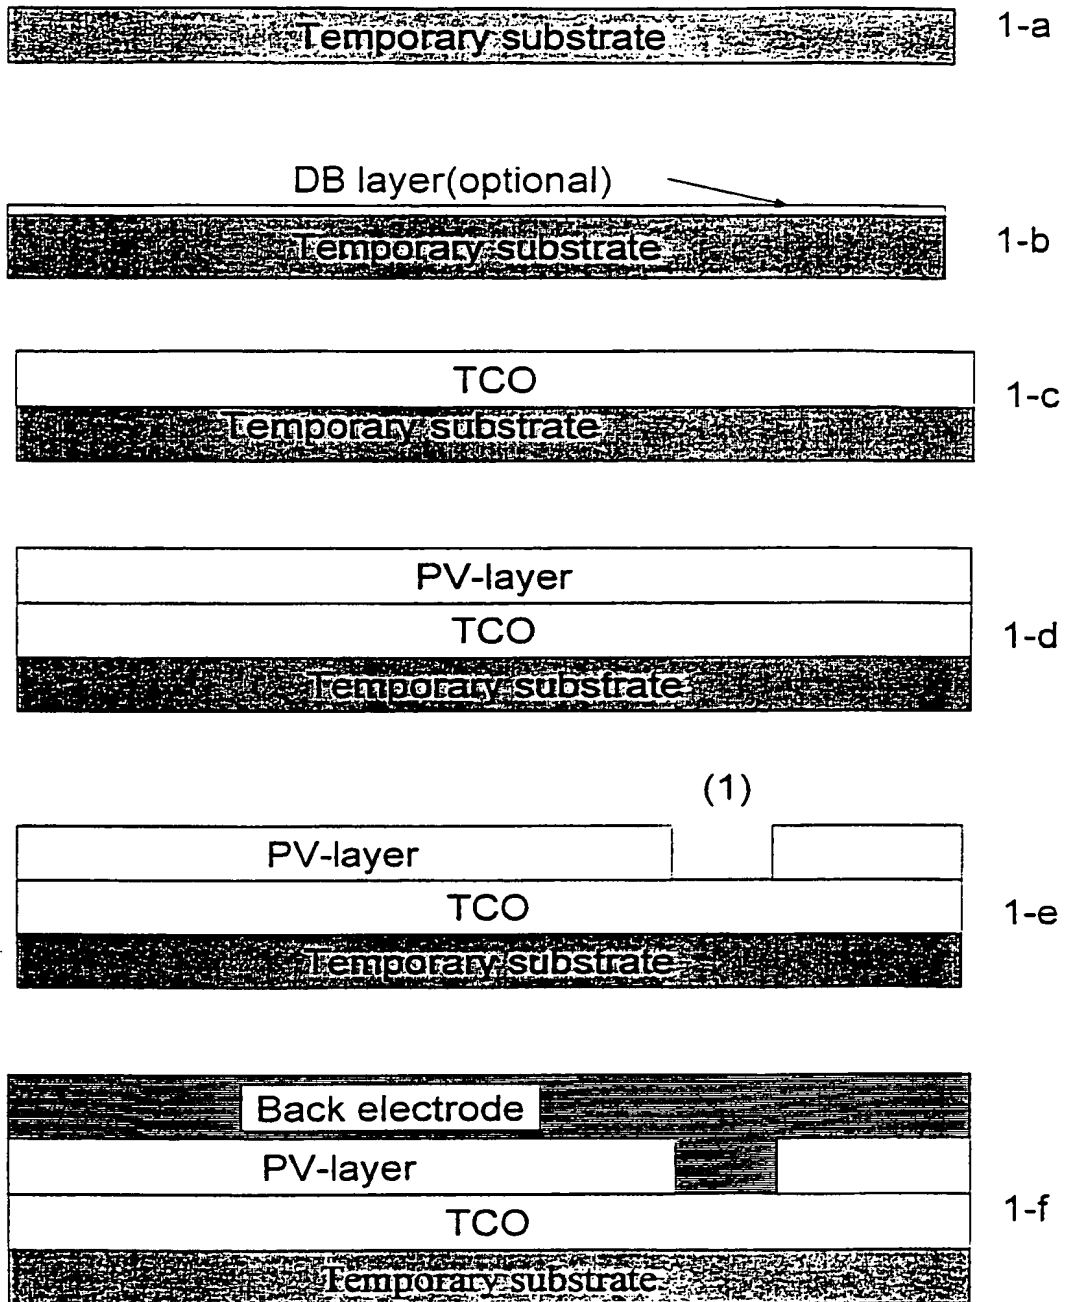 Temporary substrate
1-a
DB layer(optional)
Temporary substrate
1-b
TCO
Temporary substrate
1-c
PV-layer
TCO
Temporary substrate
1-d
(1)
PV-layer
TCO
Temporary substrate
1-e
Back electrode
PV-layer
TCO
Temporary substrate
1-f